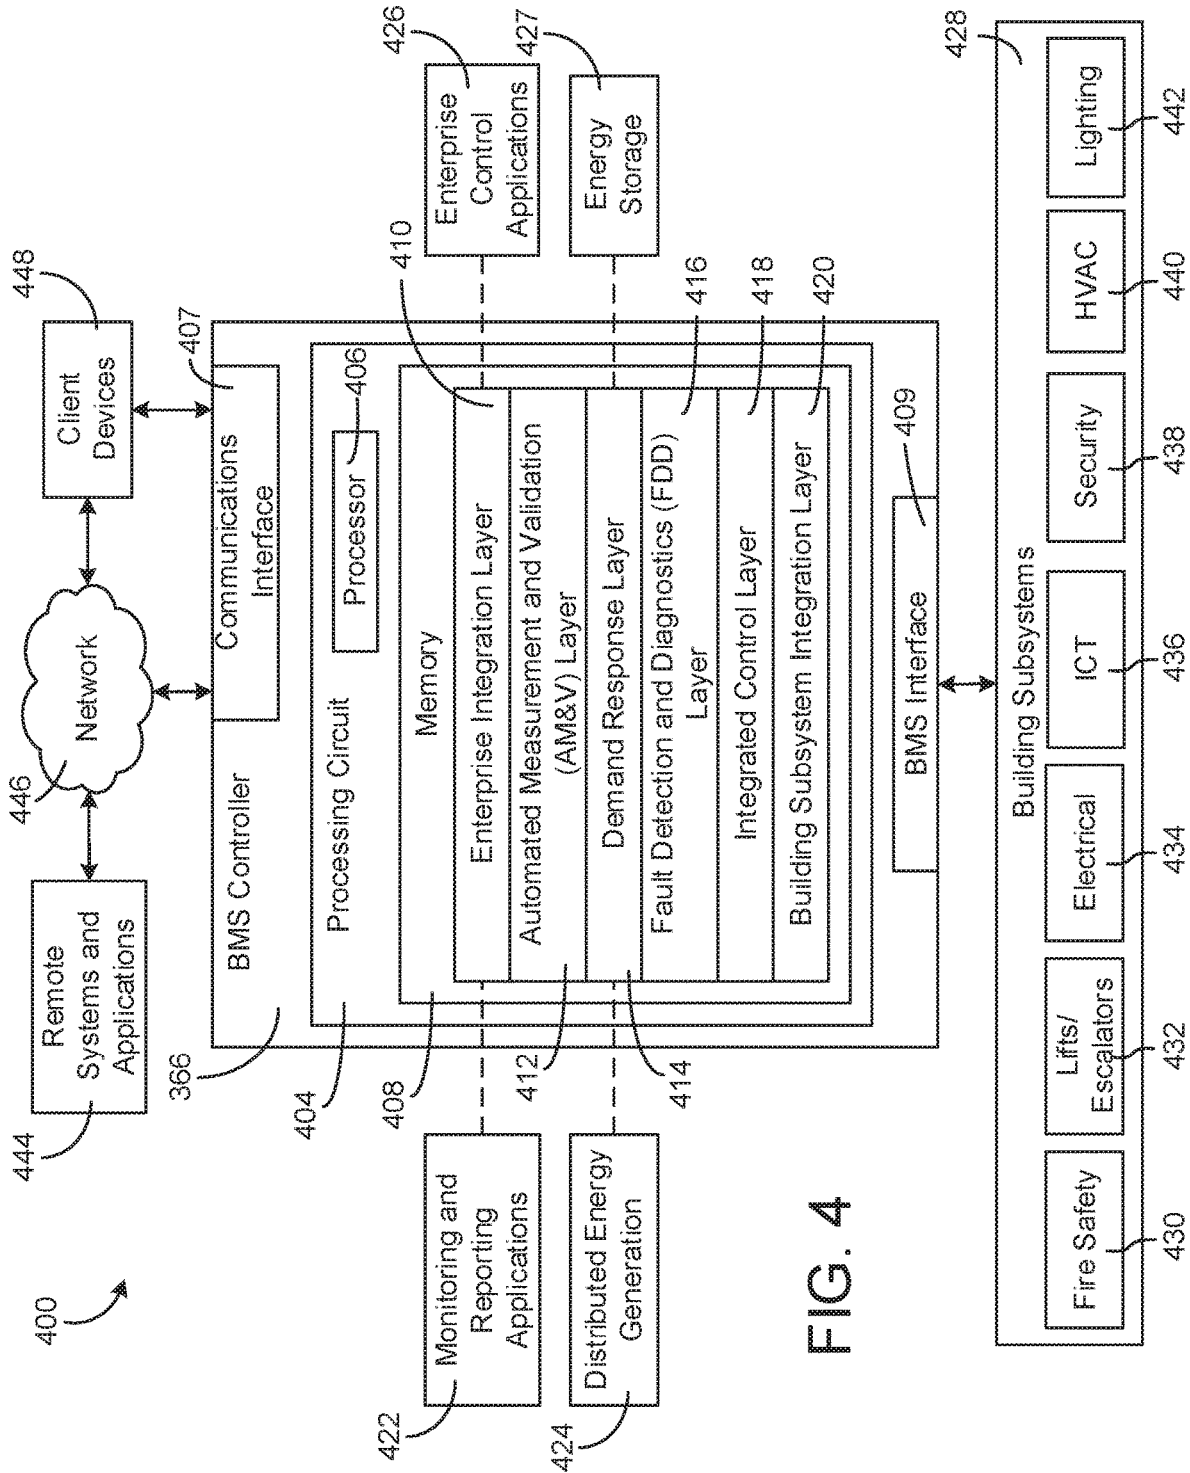 400
444
Remote
Systems and
Applications
446
Network
448
Client
Devices
366
BMS Controller
Communications
Interface
407
404
Processing Circuit
Processor
406
408
Memory
410
Enterprise Integration Layer
Automated Measurement and Validation
(AM&V) Layer
412
Demand Response Layer
414
Fault Detection and Diagnostics (FDD)
Layer
416
Integrated Control Layer
418
Building Subsystem Integration Layer
420
422
Monitoring and
Reporting
Applications
424
Distributed Energy
Generation
426
Enterprise
Control
Applications
427
Energy
Storage
BMS Interface
409
Building Subsystems
428
Fire Safety
Lifts/
Escalators
Electrical
ICT
Security
HVAC
Lighting
430
432
434
436
438
440
442
FIG. 4